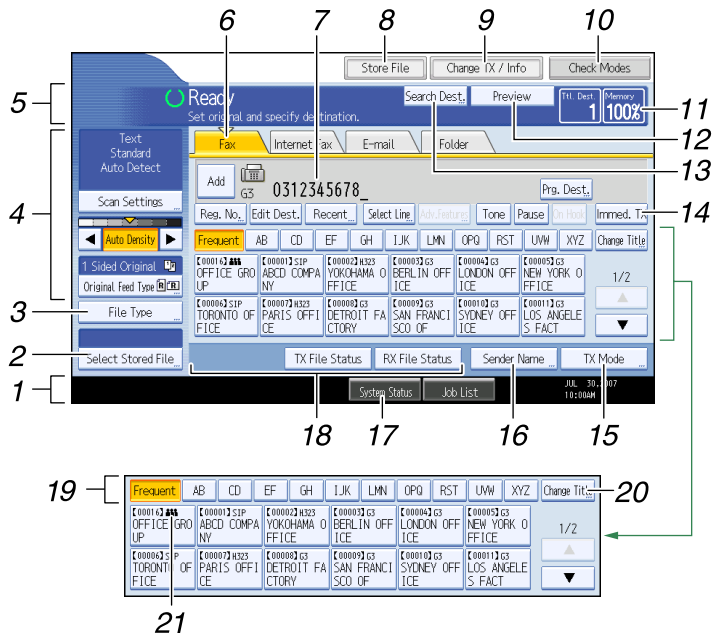 6 7 8 9 10
Store File Change TX / Info Check Modes
5 Ready Search Dest. Preview Ttl. Dest. 1 Memory 100% 11
Set original and specify destination.
12
Text
Standard
Auto Detect
Fax Internet Fax E-mail Folder
13
Add G3 0312345678_ Prg. Dest.
4
Scan Settings
Reg. No. Edit Dest. Recent Select Line Adv.Features Tone Pause On Hook Immed. TX 14
Auto Density
Frequent AB CD EF GH IJK LMN OPQ RST UVW XYZ Change Title
1 Sided Original
Original Feed Type
【00016】 【00001】SIP 【00002】H323 【00003】G3 【00004】G3 【00005】G3
OFFICE GRO ABCD COMPA YOKOHAMA O BERLIN OFF LONDON OFF NEW YORK O
UP NY FFICE ICE ICE FFICE
1/2
3 File Type
【00006】SIP 【00007】H323 【00008】G3 【00009】G3 【00010】G3 【00011】G3
TORONTO OF PARIS OFFI DETROIT FA SAN FRANCI SYDNEY OFF LOS ANGELE
FICE CE CTORY SCO OF ICE S FACT
2 Select Stored File TX File Status RX File Status Sender Name TX Mode
1 System Status Job List JUL 30,2007
10:00AM
18 17 16 15
19 Frequent AB CD EF GH IJK LMN OPQ RST UVW XYZ Change Title 20
【00016】 【00001】SIP 【00002】H323 【00003】G3 【00004】G3 【00005】G3
OFFICE GRO ABCD COMPA YOKOHAMA O BERLIN OFF LONDON OFF NEW YORK O
UP NY FFICE ICE ICE FFICE
1/2
【00006】SIP 【00007】H323 【00008】G3 【00009】G3 【00010】G3 【00011】G3
TORONTO OF PARIS OFFI DETROIT FA SAN FRANCI SYDNEY OFF LOS ANGELE
FICE CE CTORY SCO OF ICE S FACT
21